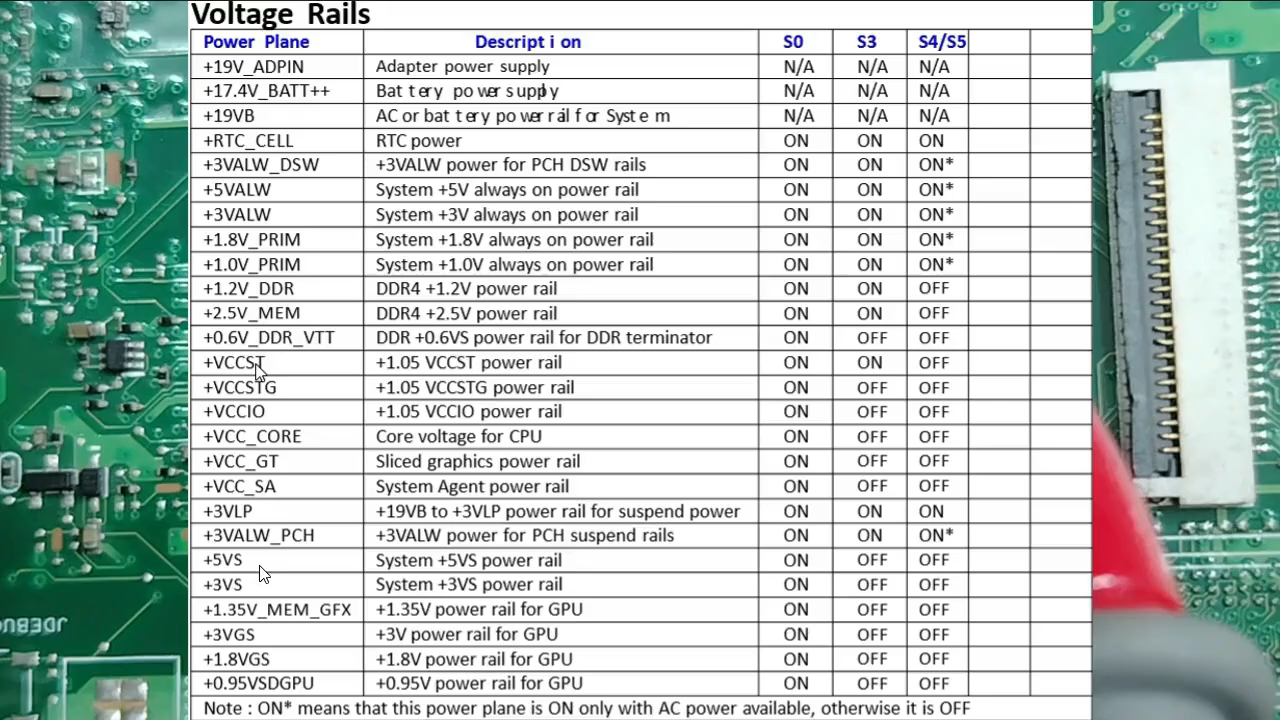 Voltage Rails
Power Plane Description S0 S3 S4/S5
+19V_ADPIN Adapter power supply N/A N/A N/A
+17.4V_BATT++ Battery power supply N/A N/A N/A
+19VB AC or battery power rail for System N/A N/A N/A
+RTC_CELL RTC power ON ON ON
+3VALW_DSW +3VALW power for PCH DSW rails ON ON ON*
+5VALW System +5V always on power rail ON ON ON*
+3VALW System +3V always on power rail ON ON ON*
+1.8V_PRIM System +1.8V always on power rail ON ON ON*
+1.0V_PRIM System +1.0V always on power rail ON ON ON*
+1.2V_DDR DDR4 +1.2V power rail ON ON OFF
+2.5V_MEM DDR4 +2.5V power rail ON ON OFF
+0.6V_DDR_VTT DDR +0.6VS power rail for DDR terminator ON OFF OFF
+VCCST +1.05 VCCST power rail ON ON OFF
+VCCSTG +1.05 VCCSTG power rail ON OFF OFF
+VCCIO +1.05 VCCIO power rail ON OFF OFF
+VCC_CORE Core voltage for CPU ON OFF OFF
+VCC_GT Sliced graphics power rail ON OFF OFF
+VCC_SA System Agent power rail ON OFF OFF
+3VLP +19VB to +3VLP power rail for suspend power ON ON ON
+3VALW_PCH +3VALW power for PCH suspend rails ON ON ON*
+5VS System +5VS power rail ON OFF OFF
+3VS System +3VS power rail ON OFF OFF
+1.35V_MEM_GFX +1.35V power rail for GPU ON OFF OFF
+3VGS +3V power rail for GPU ON OFF OFF
+1.8VGS +1.8V power rail for GPU ON OFF OFF
+0.95VSDGPU +0.95V power rail for GPU ON OFF OFF
Note : ON* means that this power plane is ON only with AC power available, otherwise it is OFF
JDEBUG